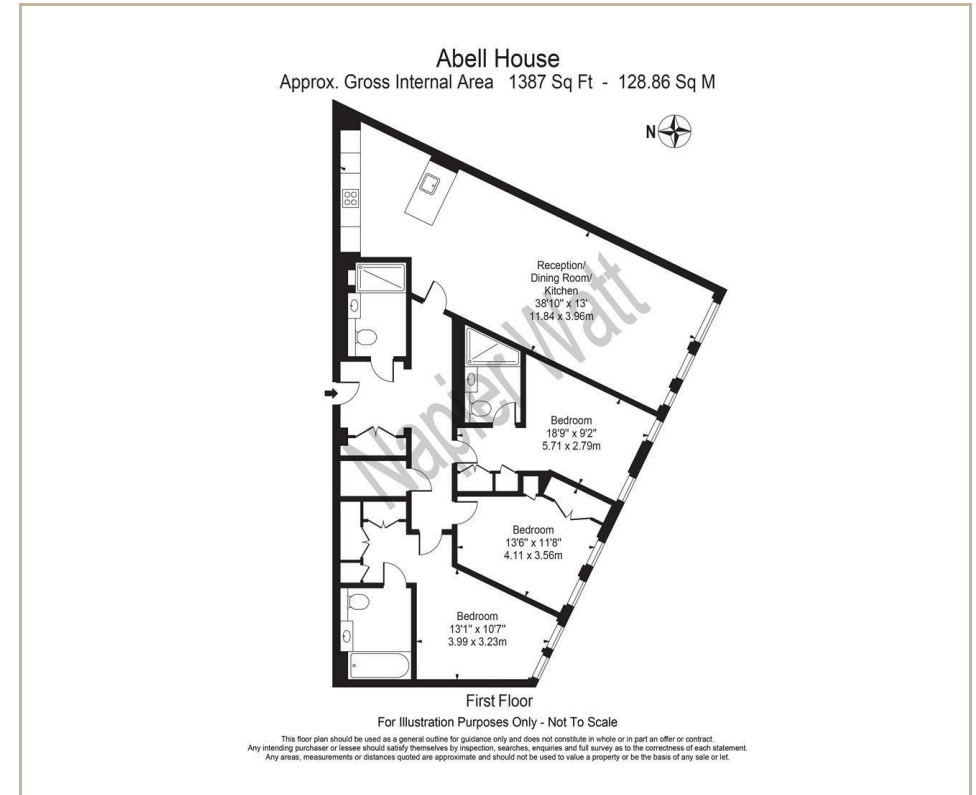 Abell House
Approx. Gross Internal Area 1387 Sq Ft - 128.86 Sq M
N
Reception/
Dining Room/
Kitchen
38'10" x 13'
11.84 x 3.96m
Napier Watt
Bedroom
18'9" x 9'2"
5.71 x 2.79m
Bedroom
13'6" x 11'8"
4.11 x 3.56m
Bedroom
13'1" x 10'7"
3.99 x 3.23m
First Floor
For Illustration Purposes Only - Not To Scale
This floor plan should be used as a general outline for guidance only and does not constitute in whole or in part an offer or contract.
Any intending purchaser or lessee should satisfy themselves by inspection, searches, enquiries and full survey as to the correctness of each statement.
Any areas, measurements or distances quoted are approximate and should not be used to value a property or be the basis of any sale or let.